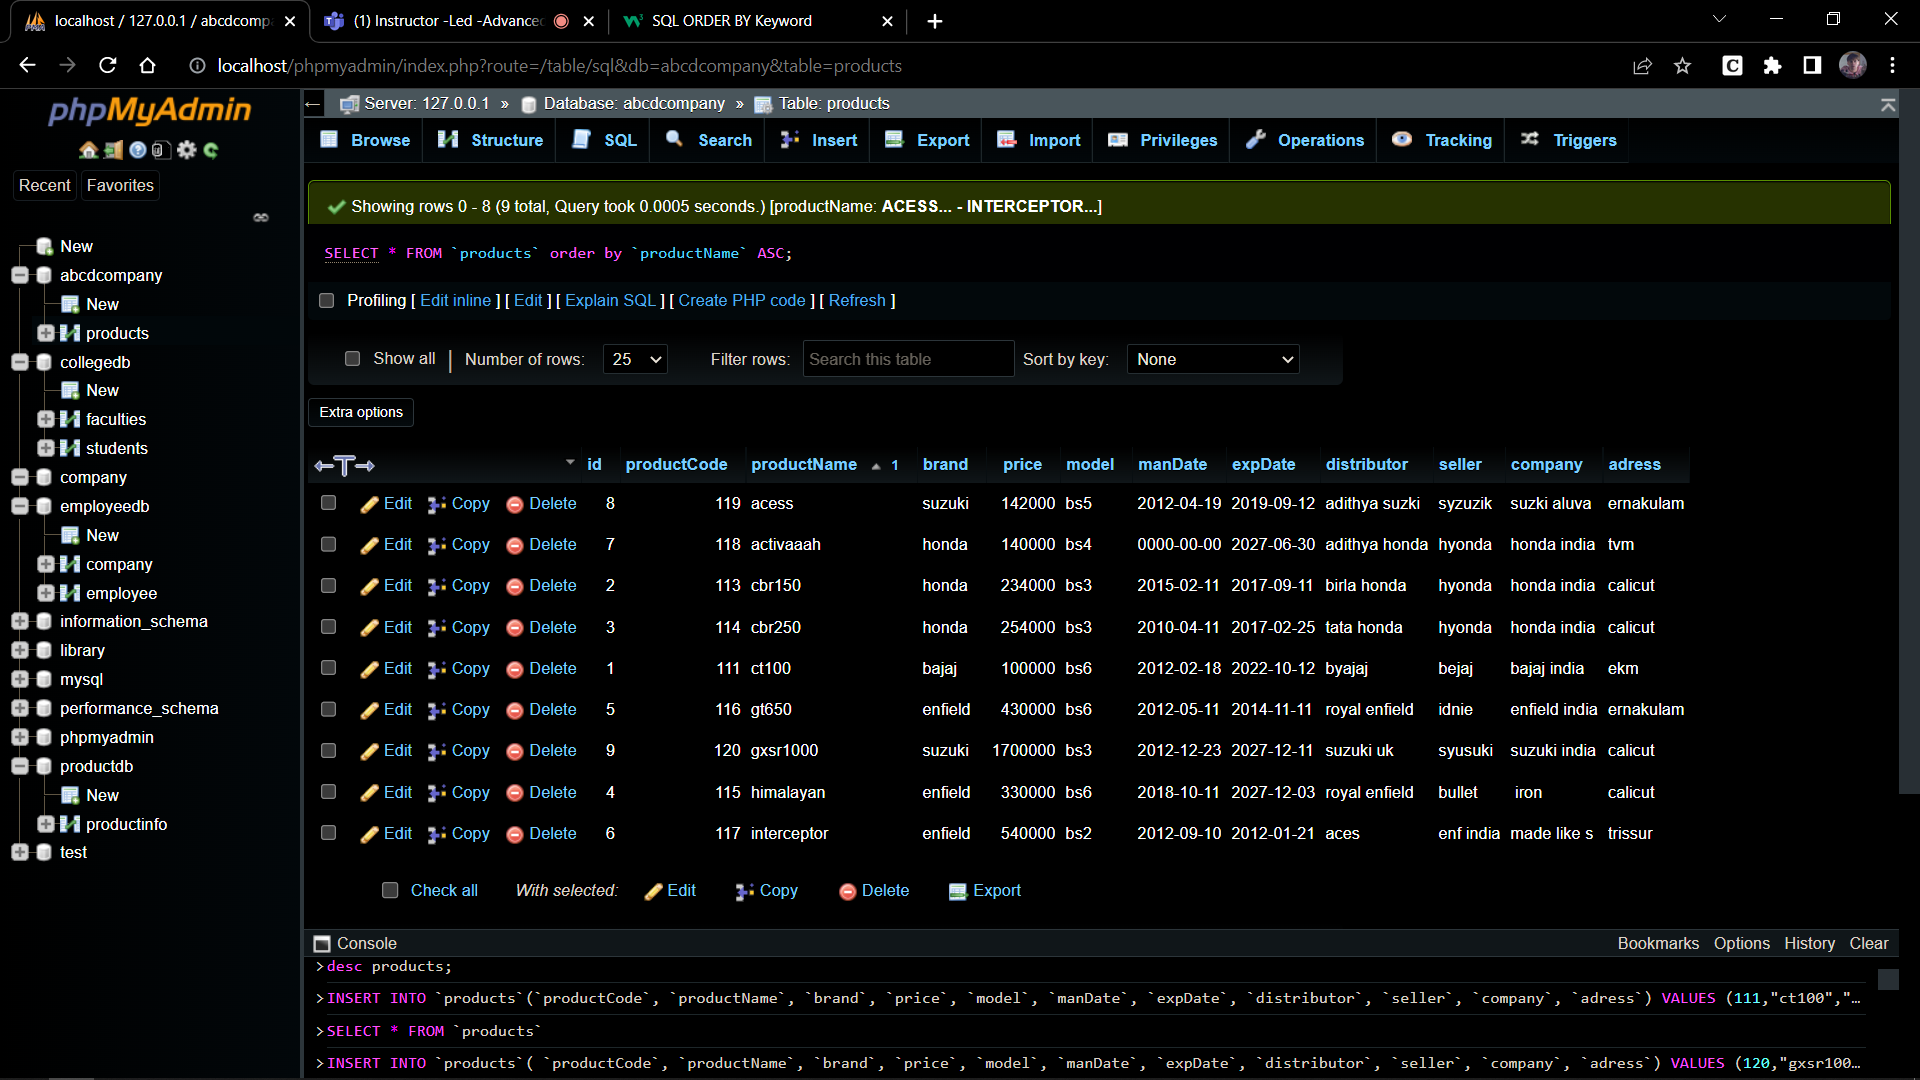 localhost / 127.0.0.1 / abcdcomp
(1) Instructor -Led -Advance
SQL ORDER BY Keyword
localhost/phpmyadmin/index.php?route=/table/sql&db=abcdcompany&table=products
phpMyAdmin
Recent
Favorites
New
abcdcompany
New
products
collegedb
New
faculties
students
company
employeedb
New
company
employee
information_schema
library
mysql
performance_schema
phpmyadmin
productdb
New
productinfo
test
Server: 127.0.0.1 » Database: abcdcompany » Table: products
Browse Structure SQL Search Insert Export Import Privileges Operations Tracking Triggers
Showing rows 0 - 8 (9 total, Query took 0.0005 seconds.) [productName: ACESS... - INTERCEPTOR...]
SELECT * FROM `products` order by `productName` ASC;
Profiling [ Edit inline ] [ Edit ] [ Explain SQL ] [ Create PHP code ] [ Refresh ]
Show all | Number of rows: 25 Filter rows: Search this table Sort by key: None
Extra options
id productCode productName 1 brand price model manDate expDate distributor seller company adress
Edit Copy Delete 8 119 acess suzuki 142000 bs5 2012-04-19 2019-09-12 adithya suzki syzuzik suzki aluva ernakulam
Edit Copy Delete 7 118 activaaah honda 140000 bs4 0000-00-00 2027-06-30 adithya honda hyonda honda india tvm
Edit Copy Delete 2 113 cbr150 honda 234000 bs3 2015-02-11 2017-09-11 birla honda hyonda honda india calicut
Edit Copy Delete 3 114 cbr250 honda 254000 bs3 2010-04-11 2017-02-25 tata honda hyonda honda india calicut
Edit Copy Delete 1 111 ct100 bajaj 100000 bs6 2012-02-18 2022-10-12 byajaj bejaj bajaj india ekm
Edit Copy Delete 5 116 gt650 enfield 430000 bs6 2012-05-11 2014-11-11 royal enfield idnie enfield india ernakulam
Edit Copy Delete 9 120 gxsr1000 suzuki 1700000 bs3 2012-12-23 2027-12-11 suzuki uk syusuki suzuki india calicut
Edit Copy Delete 4 115 himalayan enfield 330000 bs6 2018-10-11 2027-12-03 royal enfield bullet iron calicut
Edit Copy Delete 6 117 interceptor enfield 540000 bs2 2012-09-10 2012-01-21 aces enf india made like s trissur
Check all With selected: Edit Copy Delete Export
Console Bookmarks Options History Clear
>desc products;
>INSERT INTO `products`(`productCode`, `productName`, `brand`, `price`, `model`, `manDate`, `expDate`, `distributor`, `seller`, `company`, `adress`) VALUES (111,"ct100","...
>SELECT * FROM `products`
>INSERT INTO `products`( `productCode`, `productName`, `brand`, `price`, `model`, `manDate`, `expDate`, `distributor`, `seller`, `company`, `adress`) VALUES (120,"gxsr100...